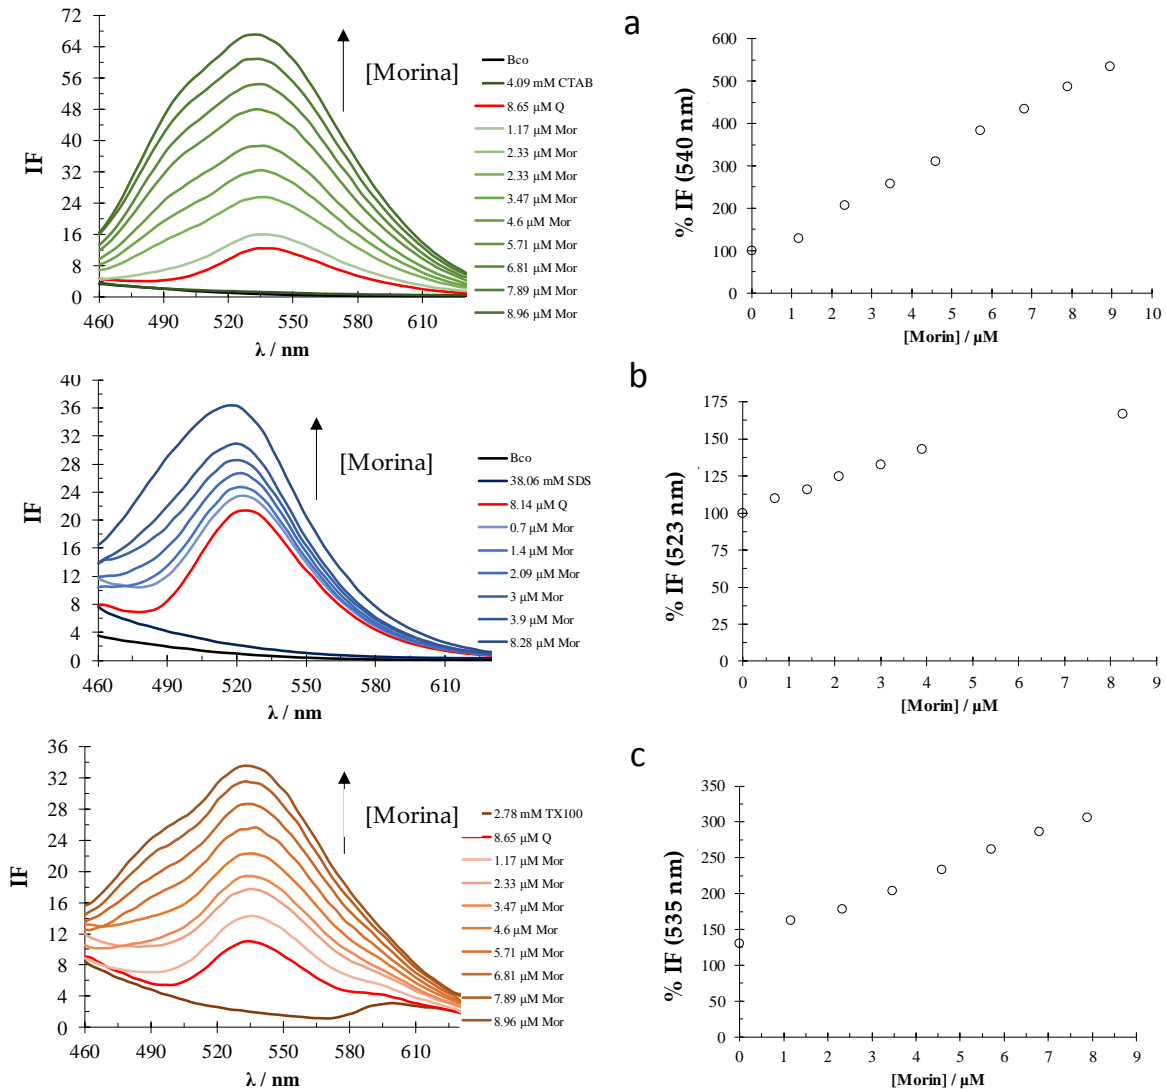 a
72
64
56
48
40
32
24
16
8
0
IF
460 490 520 550 580 610
λ / nm
[Morina]
Bco
4.09 mM CTAB
8.65 µM Q
1.17 µM Mor
2.33 µM Mor
2.33 µM Mor
3.47 µM Mor
4.6 µM Mor
5.71 µM Mor
6.81 µM Mor
7.89 µM Mor
8.96 µM Mor
% IF (540 nm)
600
500
400
300
200
100
0
0 1 2 3 4 5 6 7 8 9 10
[Morin] / µM
b
40
36
32
28
24
20
16
12
8
4
0
IF
460 490 520 550 580 610
λ / nm
[Morina]
Bco
38.06 mM SDS
8.14 µM Q
0.7 µM Mor
1.4 µM Mor
2.09 µM Mor
3 µM Mor
3.9 µM Mor
8.28 µM Mor
% IF (523 nm)
175
150
125
100
75
50
25
0
0 1 2 3 4 5 6 7 8 9
[Morin] / µM
c
36
32
28
24
20
16
12
8
4
0
IF
460 490 520 550 580 610
λ / nm
[Morina]
2.78 mM TX100
8.65 µM Q
1.17 µM Mor
2.33 µM Mor
3.47 µM Mor
4.6 µM Mor
5.71 µM Mor
6.81 µM Mor
7.89 µM Mor
8.96 µM Mor
% IF (535 nm)
350
300
250
200
150
100
50
0
0 1 2 3 4 5 6 7 8 9
[Morin] / µM